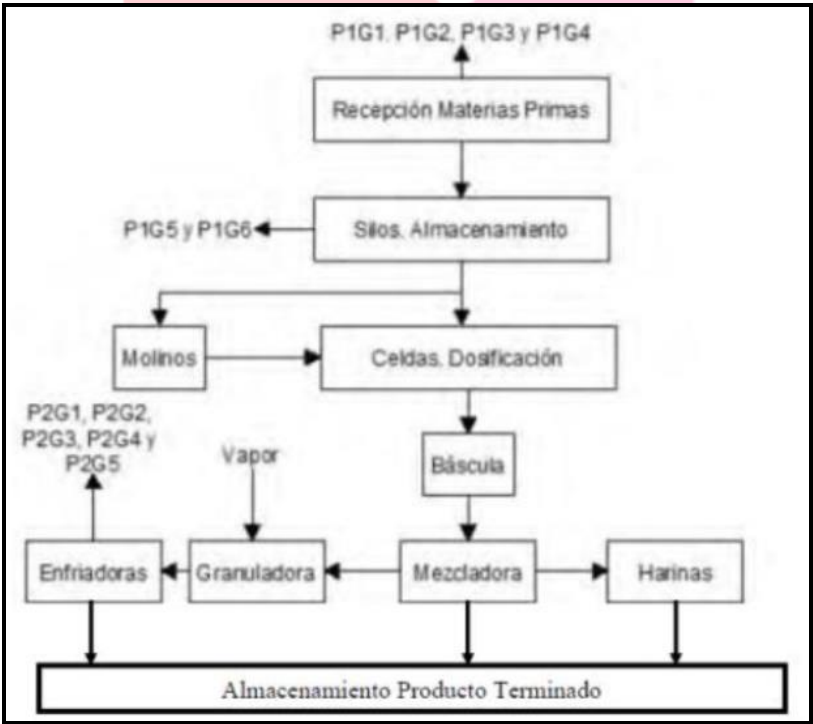 P1G1. P1G2, P1G3 y P1G4
Recepción Materias Primas
P1G5 y P1G6
Silos. Almacenamiento
Molinos
Celdas. Dosificación
P2G1, P2G2,
P2G3, P2G4 y
P2G5
Vapor
Báscula
Enfriadoras
Granuladora
Mezcladora
Harinas
Almacenamiento Producto Terminado